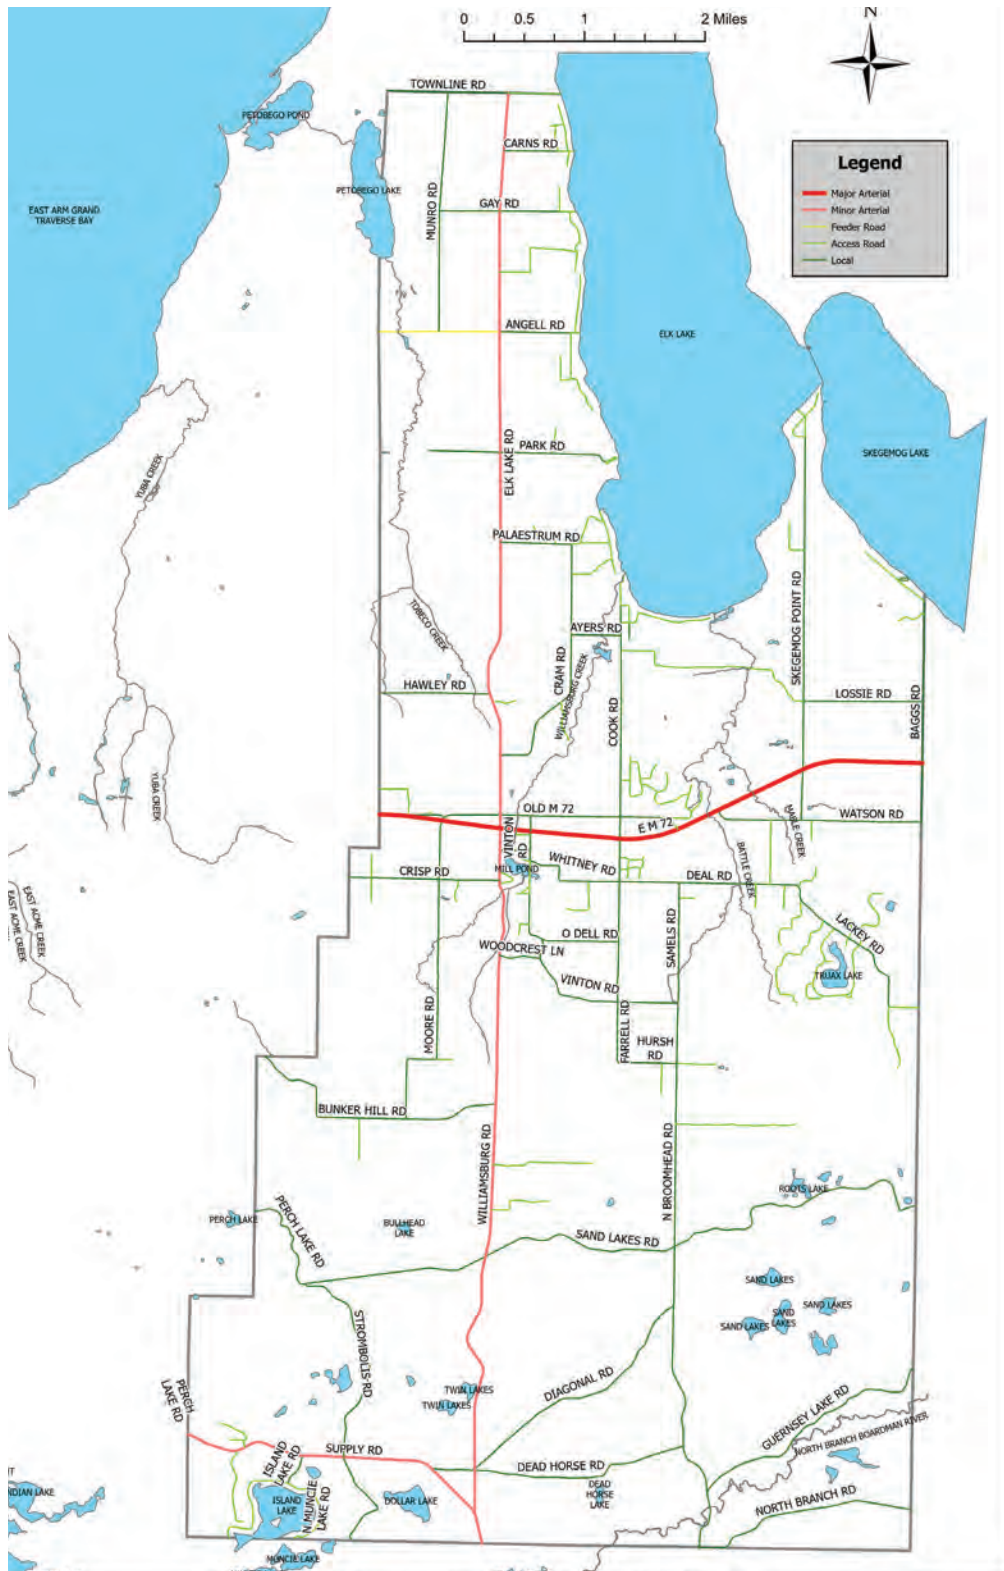 0 0.5 1 2 Miles
N
TOWNLINE RD
PETOBEGO POND
CARNS RD
Legend
Major Arterial
Minor Arterial
Feeder Road
Access Road
Local
PETOBEGO LAKE
MUNRO RD
GAY RD
EAST ARM GRAND
TRAVERSE BAY
ANGELL RD
ELK LAKE
PARK RD
ELK LAKE RD
SKEGEMOG LAKE
YUBA CREEK
PALAESTRUM RD
TOBECO CREEK
AYERS RD
SKEGEMOG POINT RD
CRAM RD
WILLIAMSBURG CREEK
HAWLEY RD
COOK RD
LOSSIE RD
BAGGS RD
YUBA CREEK
OLD M 72
E M 72
WATSON RD
MABLE CREEK
VINTON
RD
MILL POND
WHITNEY RD
BATTLE CREEK
CRISP RD
DEAL RD
EAST ACME CREEK
EAST ACME CREEK
LACKEY RD
O DELL RD
SAMELS RD
WOODCREST LN
VINTON RD
TRUAX LAKE
MOORE RD
FARRELL RD
HURSH
RD
BUNKER HILL RD
WILLIAMSBURG RD
N BROOMHEAD RD
ROOTS LAKE
PERCH LAKE
PERCH LAKE RD
BULLHEAD
LAKE
SAND LAKES RD
SAND LAKES
SAND LAKES
SAND
LAKES
SAND LAKES
STROMBOLIS RD
PERCH
LAKE RD
TWIN LAKES
TWIN LAKES
DIAGONAL RD
GUERNSEY LAKE RD
NORTH BRANCH BOARDMAN RIVER
SUPPLY RD
ISLAND
LAKE RD
DEAD HORSE RD
DEAD
HORSE
LAKE
NDIAN LAKE
ISLAND
LAKE
N MUNCIE
LAKE RD
DOLLAR LAKE
NORTH BRANCH RD
MUNCIE LAKE